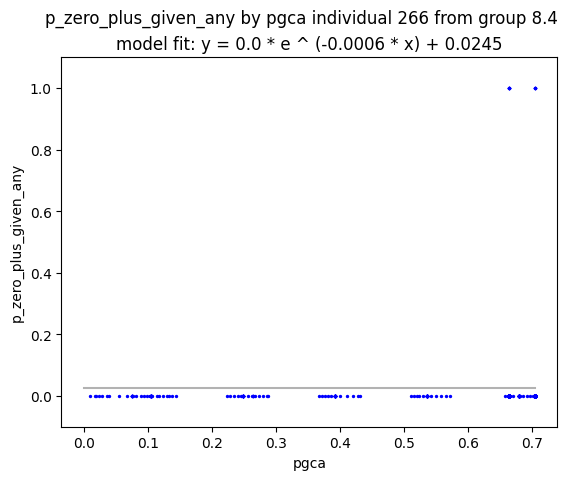 p_zero_plus_given_any by pgca individual 266 from group 8.4
model fit: y = 0.0 * e ^ (-0.0006 * x) + 0.0245
1.0
0.8
0.6
0.4
0.2
0.0
p_zero_plus_given_any
0.0 0.1 0.2 0.3 0.4 0.5 0.6 0.7
pgca